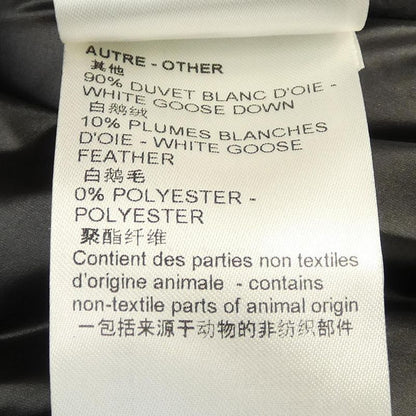 AUTRE - OTHER
其他
90% DUVET BLANC D'OIE -
WHITE GOOSE DOWN
白鹅绒
10% PLUMES BLANCHES
D'OIE - WHITE GOOSE
FEATHER
白鹅毛
0% POLYESTER -
POLYESTER
聚酯纤维
Contient des parties non textiles
d'origine animale - contains
non-textile parts of animal origin
一包括来源于动物的非纺织部件